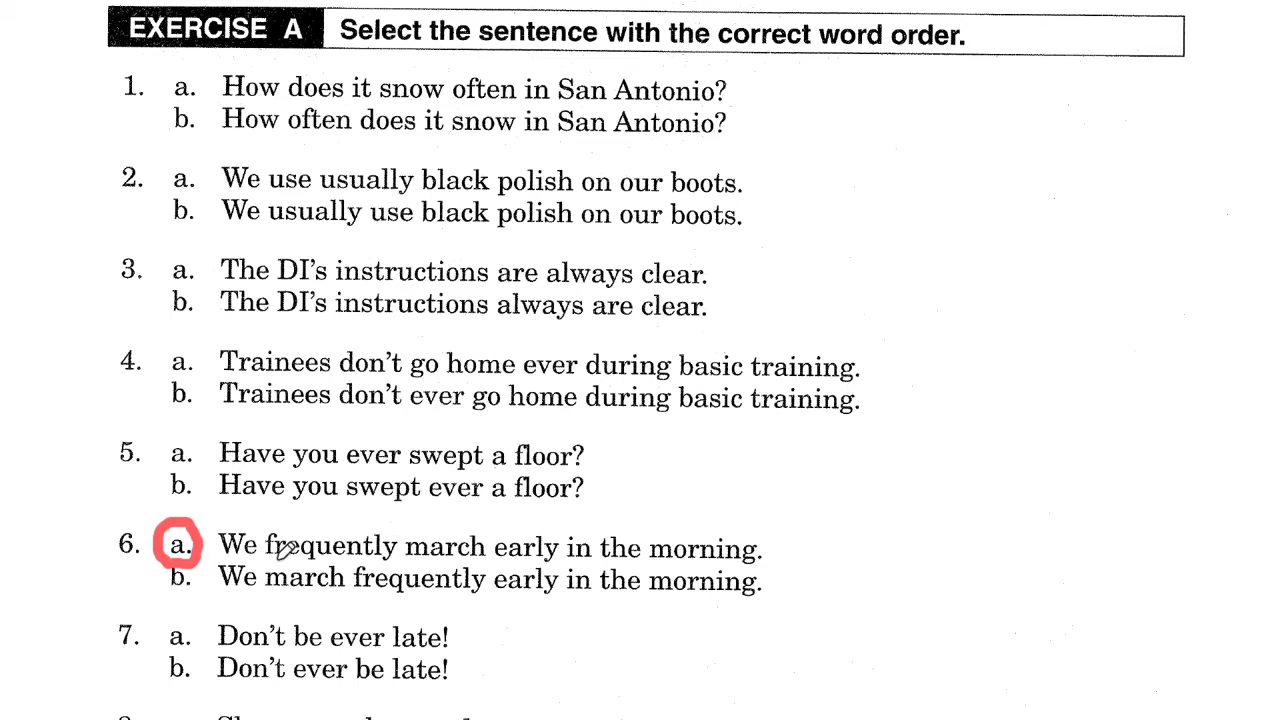 EXERCISE A Select the sentence with the correct word order.
1. a. How does it snow often in San Antonio?
b. How often does it snow in San Antonio?
2. a. We use usually black polish on our boots.
b. We usually use black polish on our boots.
3. a. The DI's instructions are always clear.
b. The DI's instructions always are clear.
4. a. Trainees don't go home ever during basic training.
b. Trainees don't ever go home during basic training.
5. a. Have you ever swept a floor?
b. Have you swept ever a floor?
6. a. We frequently march early in the morning.
b. We march frequently early in the morning.
7. a. Don't be ever late!
b. Don't ever be late!